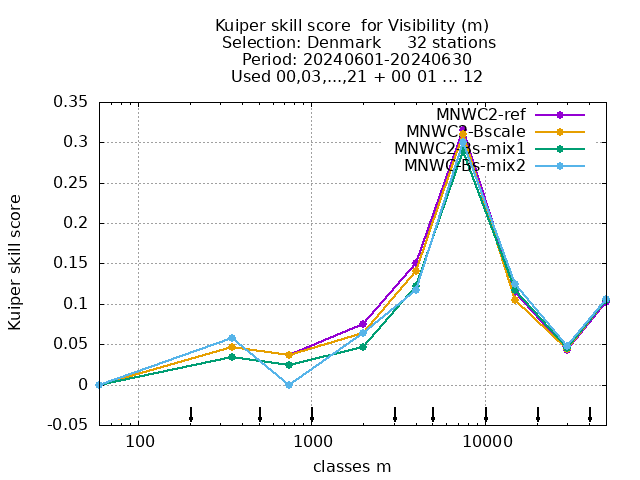 Kuiper skill score  for Visibility (m)
Selection: Denmark     32 stations
Period: 20240601-20240630
Used 00,03,...,21 + 00 01 ... 12
0.35
0.3
0.25
0.2
0.15
0.1
0.05
0
-0.05
Kuiper skill score
MNWC2-ref
MNWC2-Bscale
MNWC2-Bs-mix1
MNWC-Bs-mix2
100
1000
10000
classes m